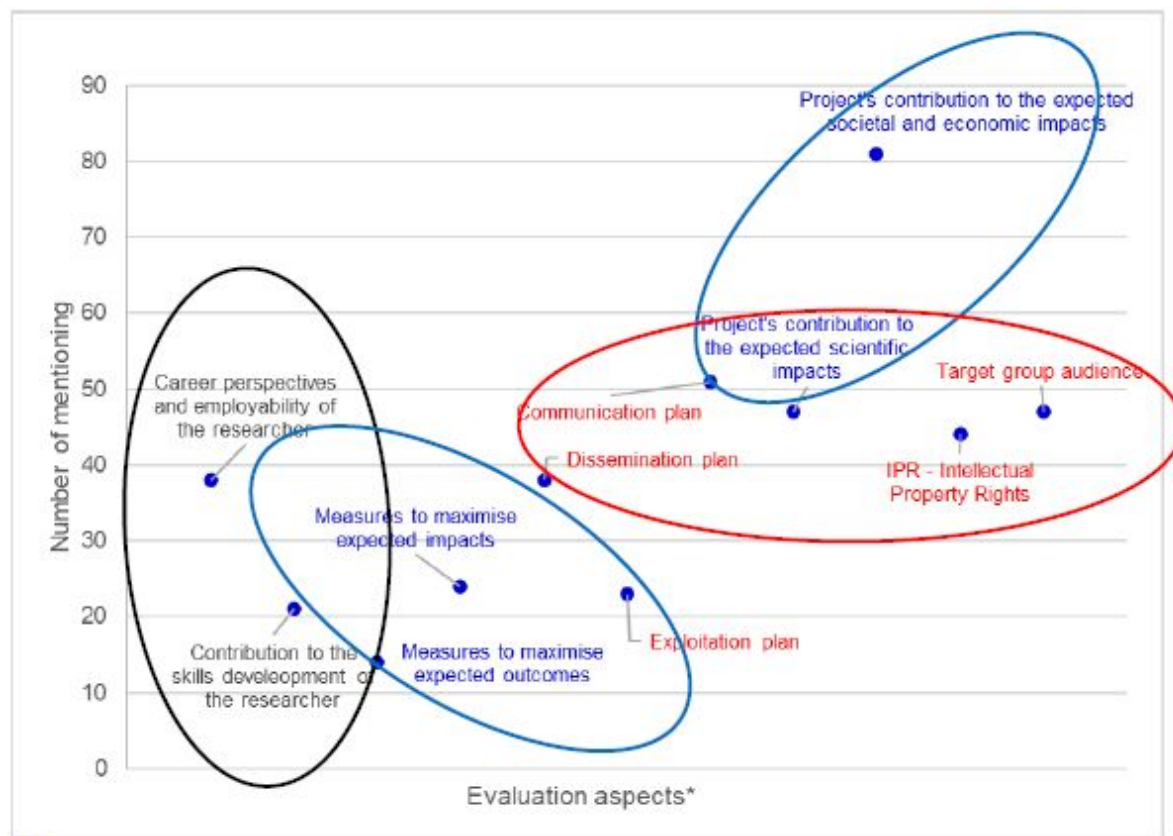 90
80
70
60
50
40
30
20
10
0
Number of mentioning
Project's contribution to the expected
societal and economic impacts
Project's contribution to
the expected scientific
impacts
Target group audience
Career perspectives
and employability of
the researcher
Communication plan
Dissemination plan
IPR - Intellectual
Property Rights
Measures to maximise
expected impacts
Exploitation plan
Contribution to the
skills develeopment of
the researcher
Measures to maximise
expected outcomes
Evaluation aspects*